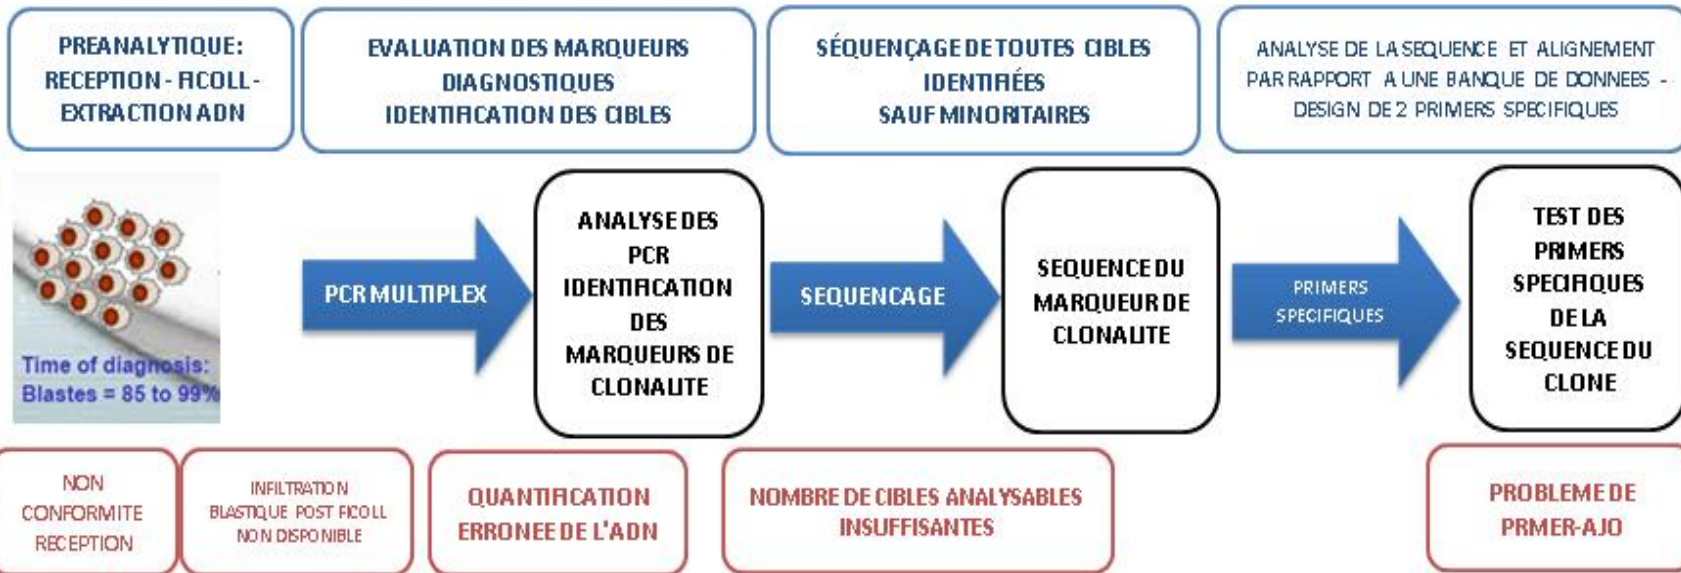 PREANALYTIQUE:
RECEPTION - FICOLL -
EXTRACTION ADN
EVALUATION DES MARQUEURS
DIAGNOSTIQUES
IDENTIFICATION DES CIBLES
SÉQUENÇAGE DE TOUTES CIBLES
IDENTIFIÉES
SAUF MINORITAIRES
ANALYSE DE LA SEQUENCE ET ALIGNEMENT
PAR RAPPORT A UNE BANQUE DE DONNEES -
DESIGN DE 2 PRIMERS SPECIFIQUES
Time of diagnosis:
Blastes = 85 to 99%
PCR MULTIPLEX
ANALYSE DES
PCR
IDENTIFICATION
DES
MARQUEURS DE
CLONALITE
SEQUENCAGE
SEQUENCE DU
MARQUEUR DE
CLONALITE
PRIMERS
SPECIFIQUES
TEST DES
PRIMERS
SPECIFIQUES
DE LA
SEQUENCE DU
CLONE
NON
CONFORMITE
RECEPTION
INFILTRATION
BLASTIQUE POST FICOLL
NON DISPONIBLE
QUANTIFICATION
ERRONEE DE L'ADN
NOMBRE DE CIBLES ANALYSABLES
INSUFFISANTES
PROBLEME DE
PRMER-AJO